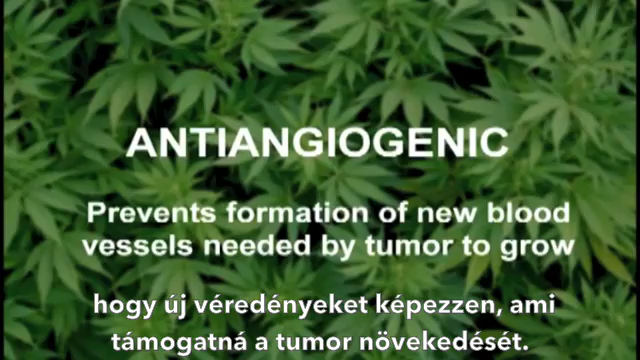 ANTIANGIOGENIC
Prevents formation of new blood
vessels needed by tumor to grow
hogy új véredényeket képezzen, ami
támogatná a tumor növekedését.